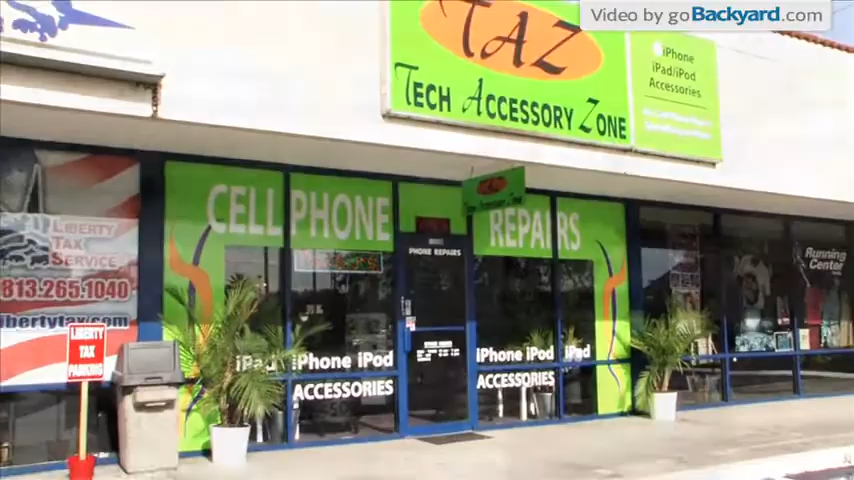 Video by goBackyard.com
TAZ
TECH ACCESSORY ZONE
iPhone
iPad/iPod
Accessories
CELL PHONE REPAIRS
PHONE REPAIRS
LIBERTY
TAX
SERVICE
813.265.1040
libertytax.com
LIBERTY
TAX
PARKING
iPad iPhone iPod
ACCESSORIES
iPhone iPod iPad
ACCESSORIES
Running
Center